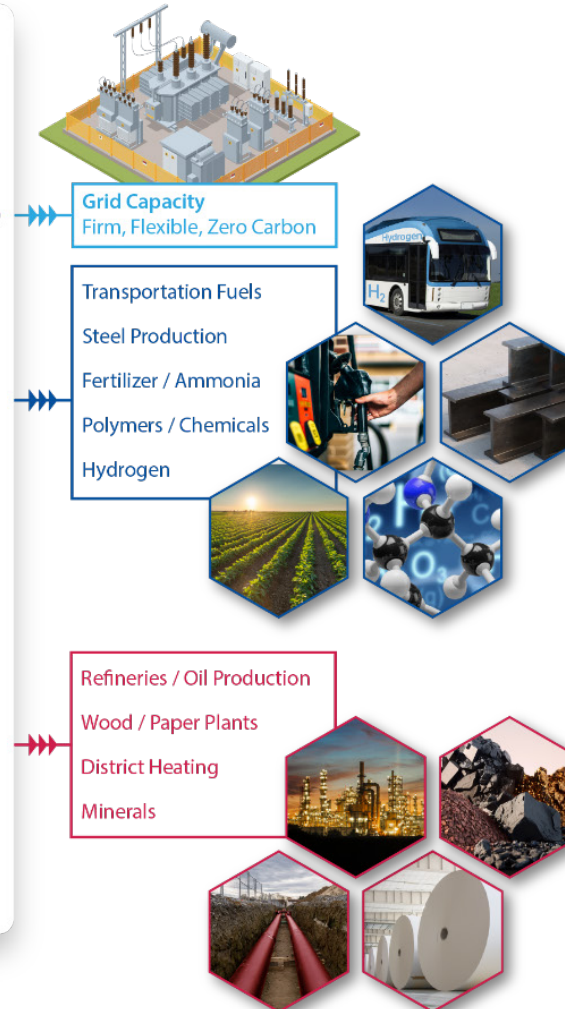 Grid Capacity
Firm, Flexible, Zero Carbon
Hydrogen
H2
Transportation Fuels
Steel Production
Fertilizer / Ammonia
Polymers / Chemicals
Hydrogen
O3
Refineries / Oil Production
Wood / Paper Plants
District Heating
Minerals